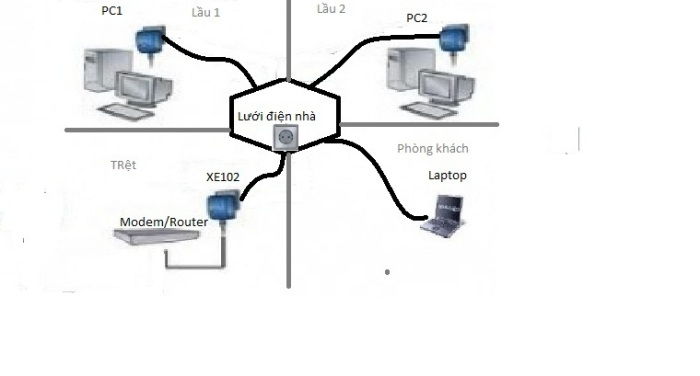 PC1
Lầu 1
Lầu 2
PC2
Lưới điện nhà
Phòng khách
TRệt
XE102
Laptop
Modem/Router